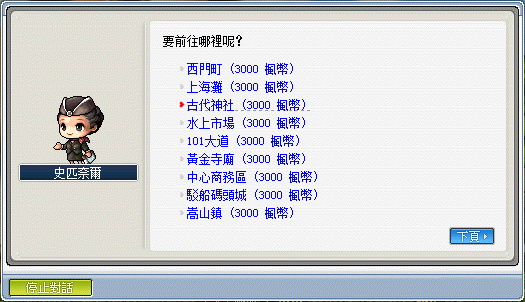 要前往哪裡呢?
西門町 (3000 楓幣)
上海灘 (3000 楓幣)
古代神社 (3000 楓幣)
水上市場 (3000 楓幣)
101大道 (3000 楓幣)
黃金寺廟 (3000 楓幣)
中心商務區 (3000 楓幣)
駁船碼頭城 (3000 楓幣)
嵩山鎮 (3000 楓幣)
史匹奈爾
下頁
停止對話